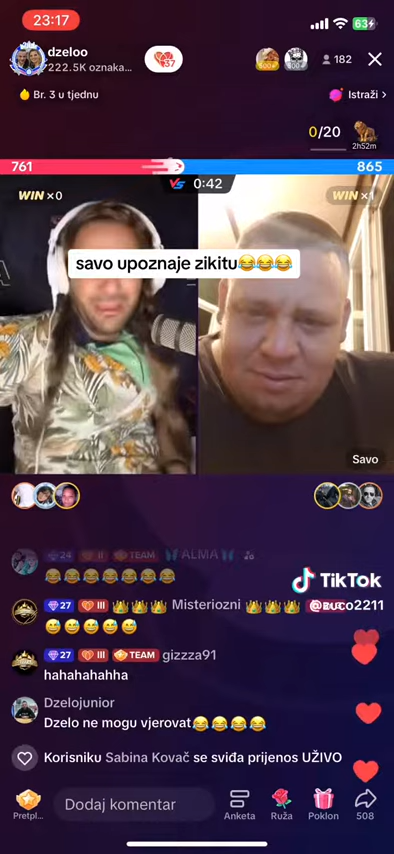 23:17
63
dzeloo
222.5K oznaka...
37
182
Br. 3 u tjednu
Istraži >
0/20
2h52m
761
865
VS 0:42
WIN ×0
WIN ×1
savo upoznaje zikitu😂😂😂
Savo
24 II TEAM 🦋ALMA🦋
😂😂😂😂😂😂😂
TikTok
27 III 👑👑👑 Misteriozni 👑👑👑
@zuco2211
😅😅😅😅😅
27 III TEAM gizzza91
hahahahahha
Dzelojunior
Dzelo ne mogu vjerovat😂😂😂😂
Korisniku Sabina Kovač se sviđa prijenos UŽIVO
Pretpl...
Dodaj komentar
Anketa
Ruža
Poklon
508